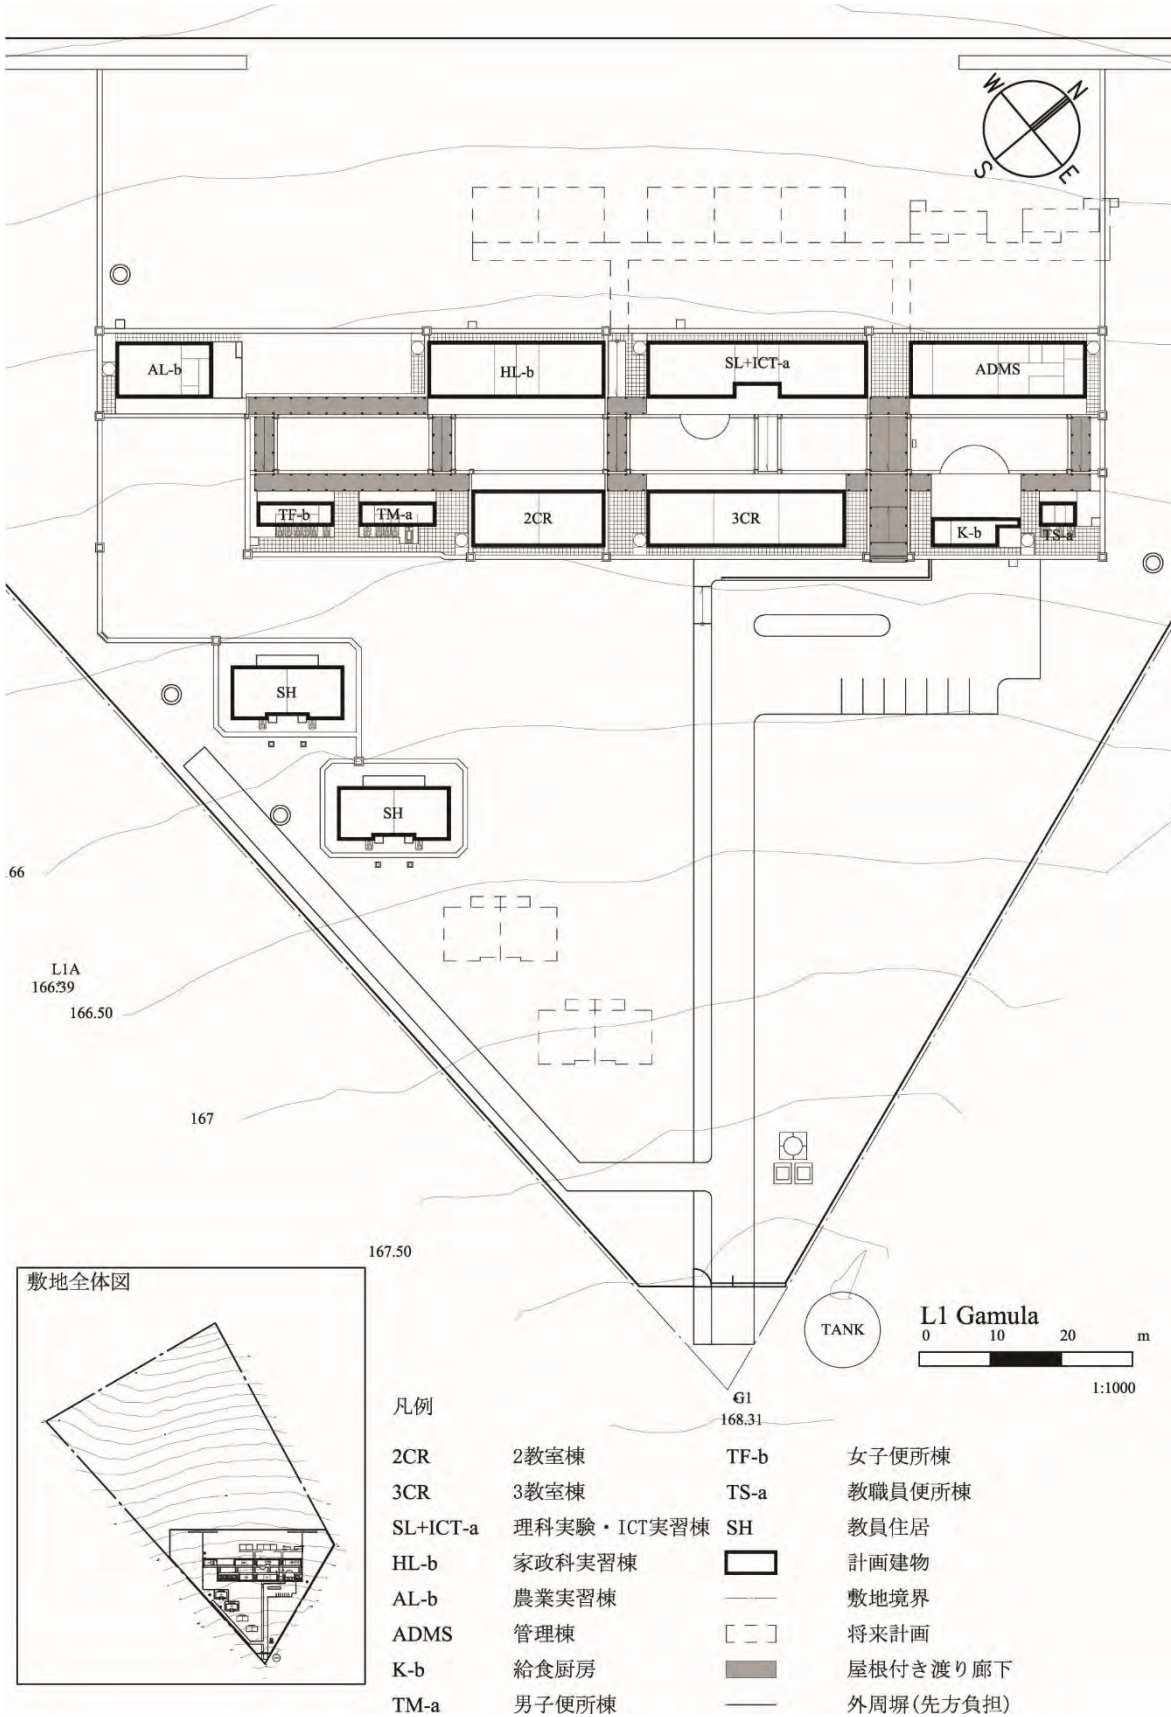 W
N
S
E
AL-b
HL-b
SL+ICT-a
ADMS
TF-b
TM-a
2CR
3CR
K-b
TS-a
SH
SH
66
L1A
166.39
166.50
167
167.50
敷地全体図
TANK
L1 Gamula
0 10 20 m
1:1000
G1
168.31
凡例
2CR 2教室棟
3CR 3教室棟
SL+ICT-a 理科実験・ICT実習棟
HL-b 家政科実習棟
AL-b 農業実習棟
ADMS 管理棟
K-b 給食厨房
TM-a 男子便所棟
TF-b 女子便所棟
TS-a 教職員便所棟
SH 教員住居
計画建物
敷地境界
将来計画
屋根付き渡り廊下
外周塀(先方負担)